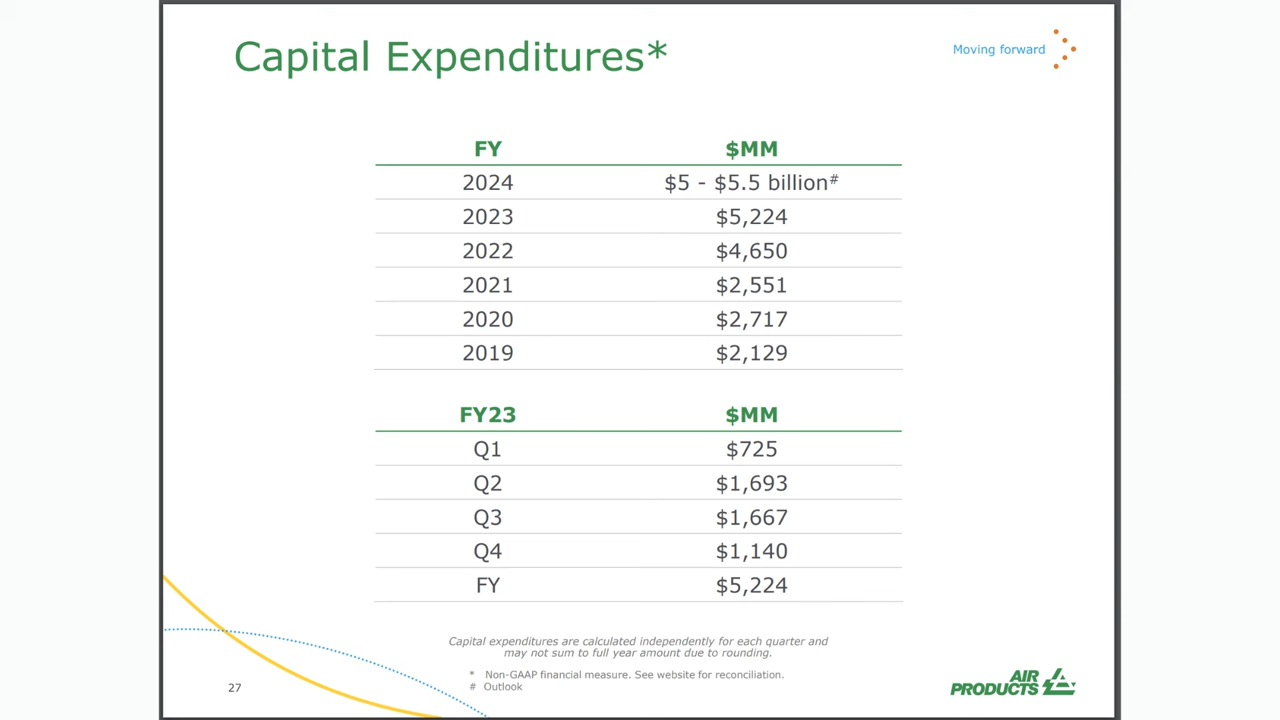 Capital Expenditures*
Moving forward
FY $MM
2024 $5 - $5.5 billion#
2023 $5,224
2022 $4,650
2021 $2,551
2020 $2,717
2019 $2,129
FY23 $MM
Q1 $725
Q2 $1,693
Q3 $1,667
Q4 $1,140
FY $5,224
Capital expenditures are calculated independently for each quarter and
may not sum to full year amount due to rounding.
* Non-GAAP financial measure. See website for reconciliation.
# Outlook
27
AIR
PRODUCTS